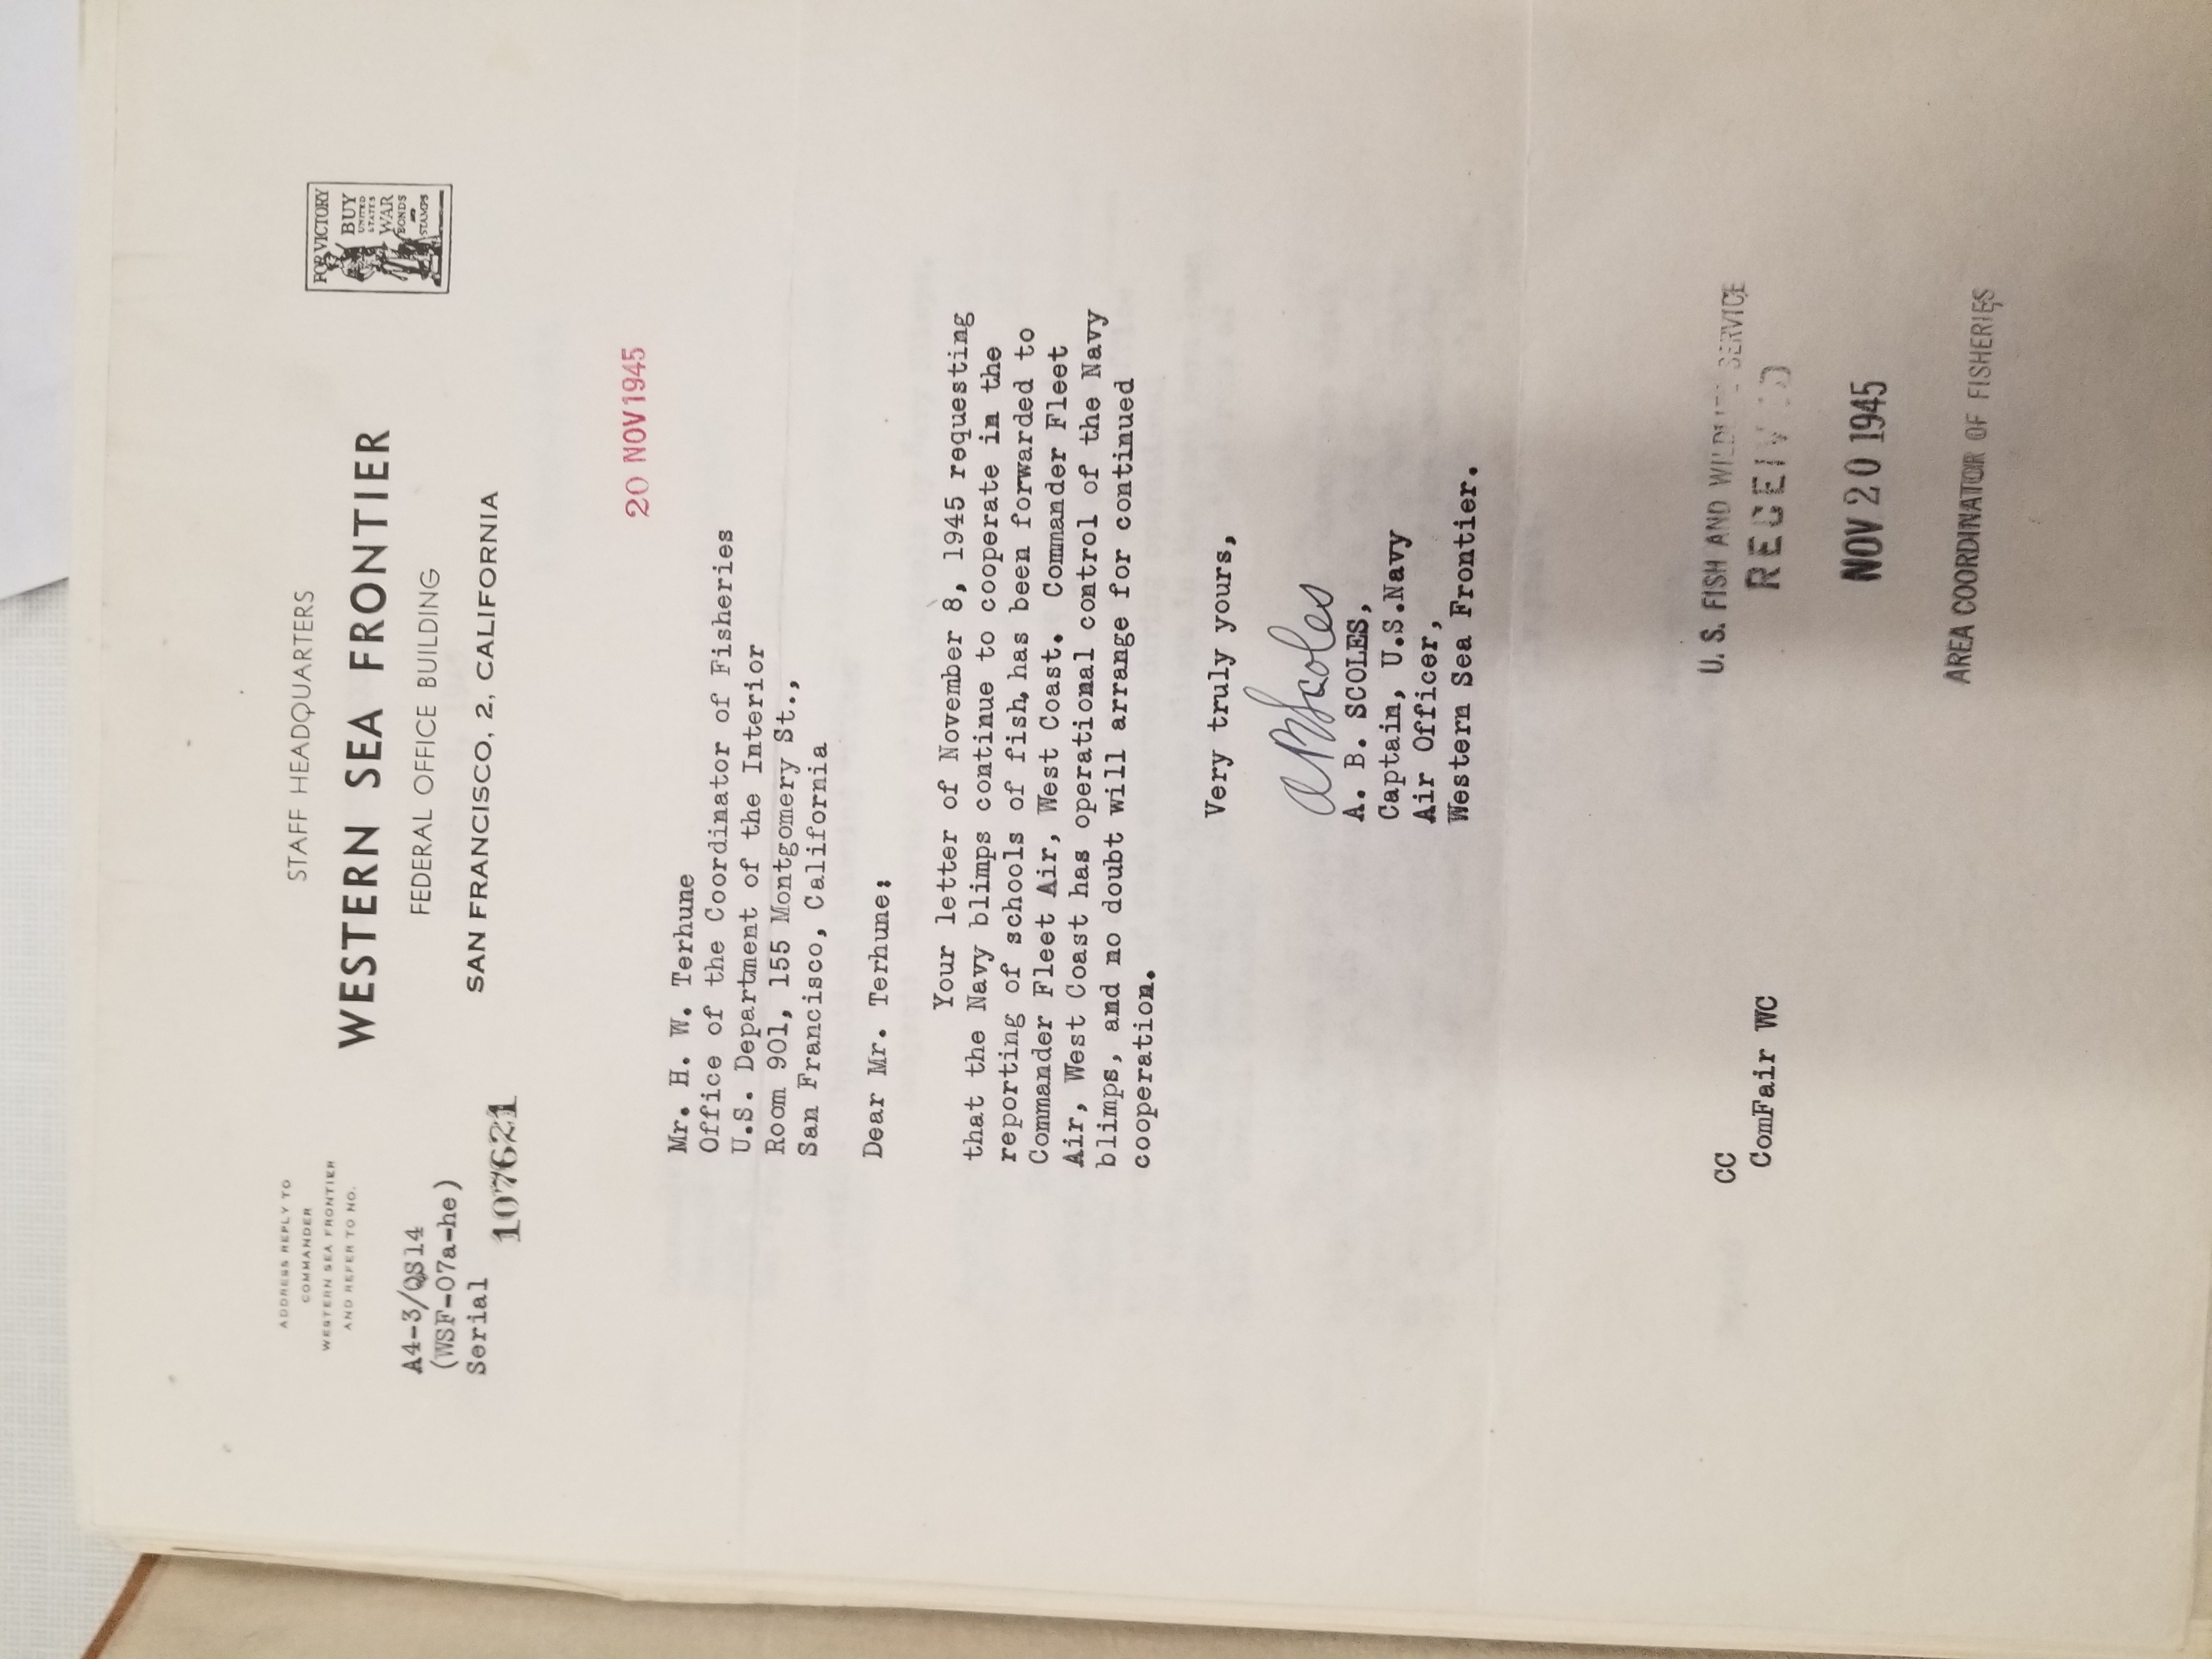 STAFF HEADQUARTERS
WESTERN SEA FRONTIER
FEDERAL OFFICE BUILDING
SAN FRANCISCO, 2, CALIFORNIA
ADDRESS REPLY TO
COMMANDER
WESTERN SEA FRONTIER
AND REFER TO NO.
A4-3/QS14
(WSF-07a-he)
Serial
107621
FOR VICTORY
BUY
UNITED
STATES
WAR
BONDS
AND
STAMPS
20 NOV 1945
Mr. H. W. Terhune
Office of the Coordinator of Fisheries
U.S. Department of the Interior
Room 901, 155 Montgomery St.,
San Francisco, California
Dear Mr. Terhune:
Your letter of November 8, 1945 requesting
that the Navy blimps continue to cooperate in the
reporting of schools of fish, has been forwarded to
Commander Fleet Air, West Coast. Commander Fleet
Air, West Coast has operational control of the Navy
blimps, and no doubt will arrange for continued
cooperation.
Very truly yours,
A B Scoles
A. B. SCOLES,
Captain, U.S.Navy
Air Officer,
Western Sea Frontier.
CC
ComFair WC
U. S. FISH AND WILDLIFE SERVICE
RECEIVED
NOV 20 1945
AREA COORDINATOR OF FISHERIES